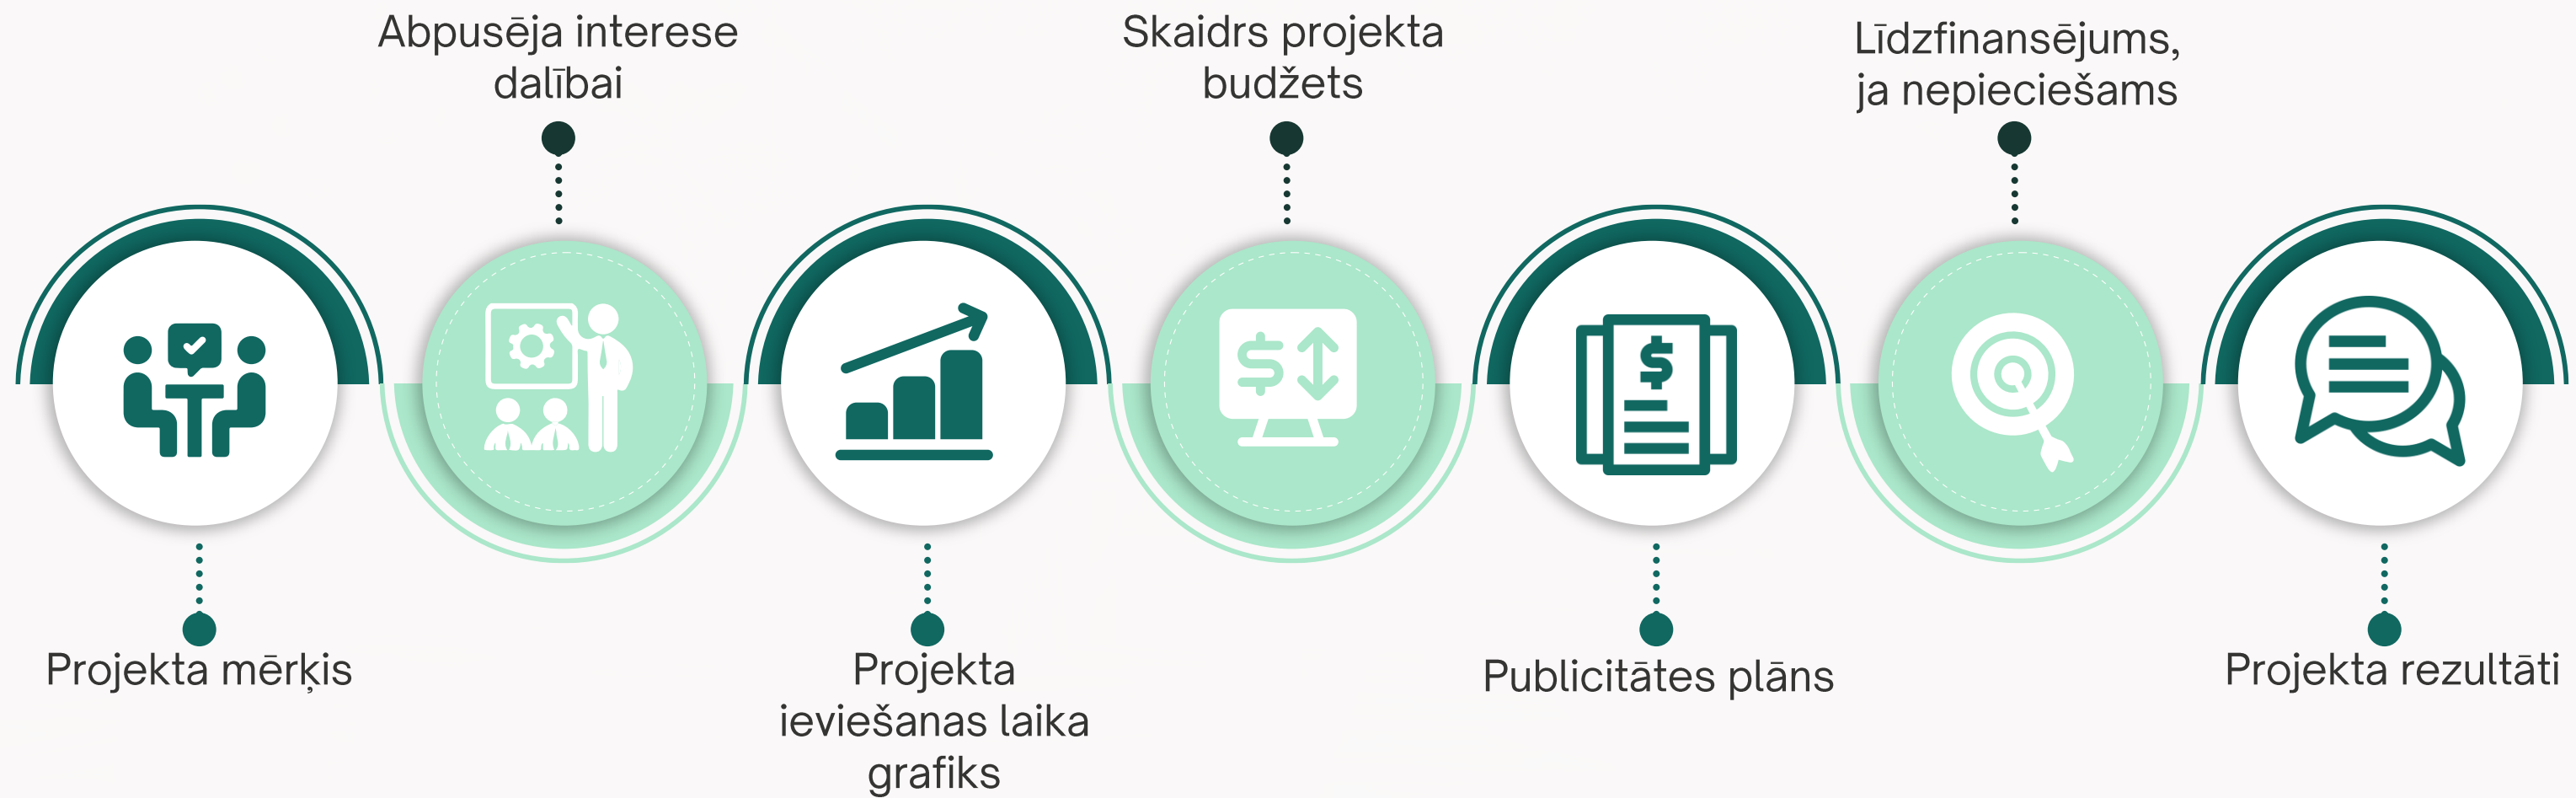 Projekta mērķis
Abpusēja interese
dalībai
Projekta
ieviešanas laika
grafiks
Skaidrs projekta
budžets
$
Publicitātes plāns
$
Līdzfinansējums,
ja nepieciešams
Projekta rezultāti